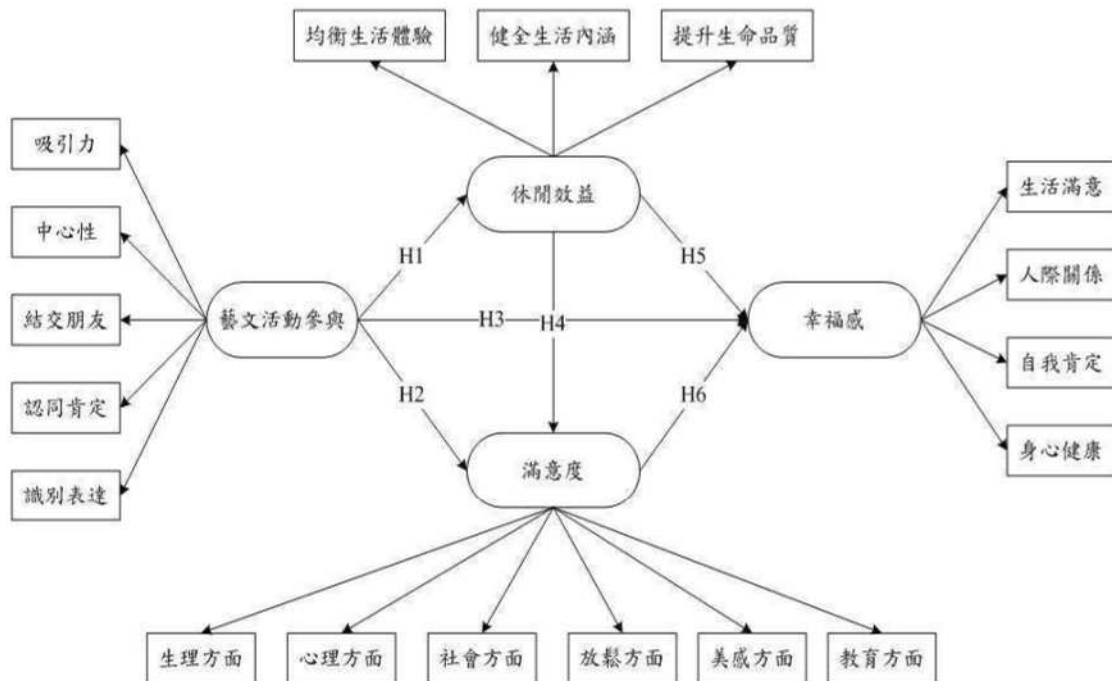 均衡生活體驗
健全生活內涵
提升生命品質
吸引力
中心性
結交朋友
認同肯定
識別表達
休閒效益
藝文活動參與
幸福感
滿意度
H1
H2
H3
H4
H5
H6
生活滿意
人際關係
自我肯定
身心健康
生理方面
心理方面
社會方面
放鬆方面
美感方面
教育方面